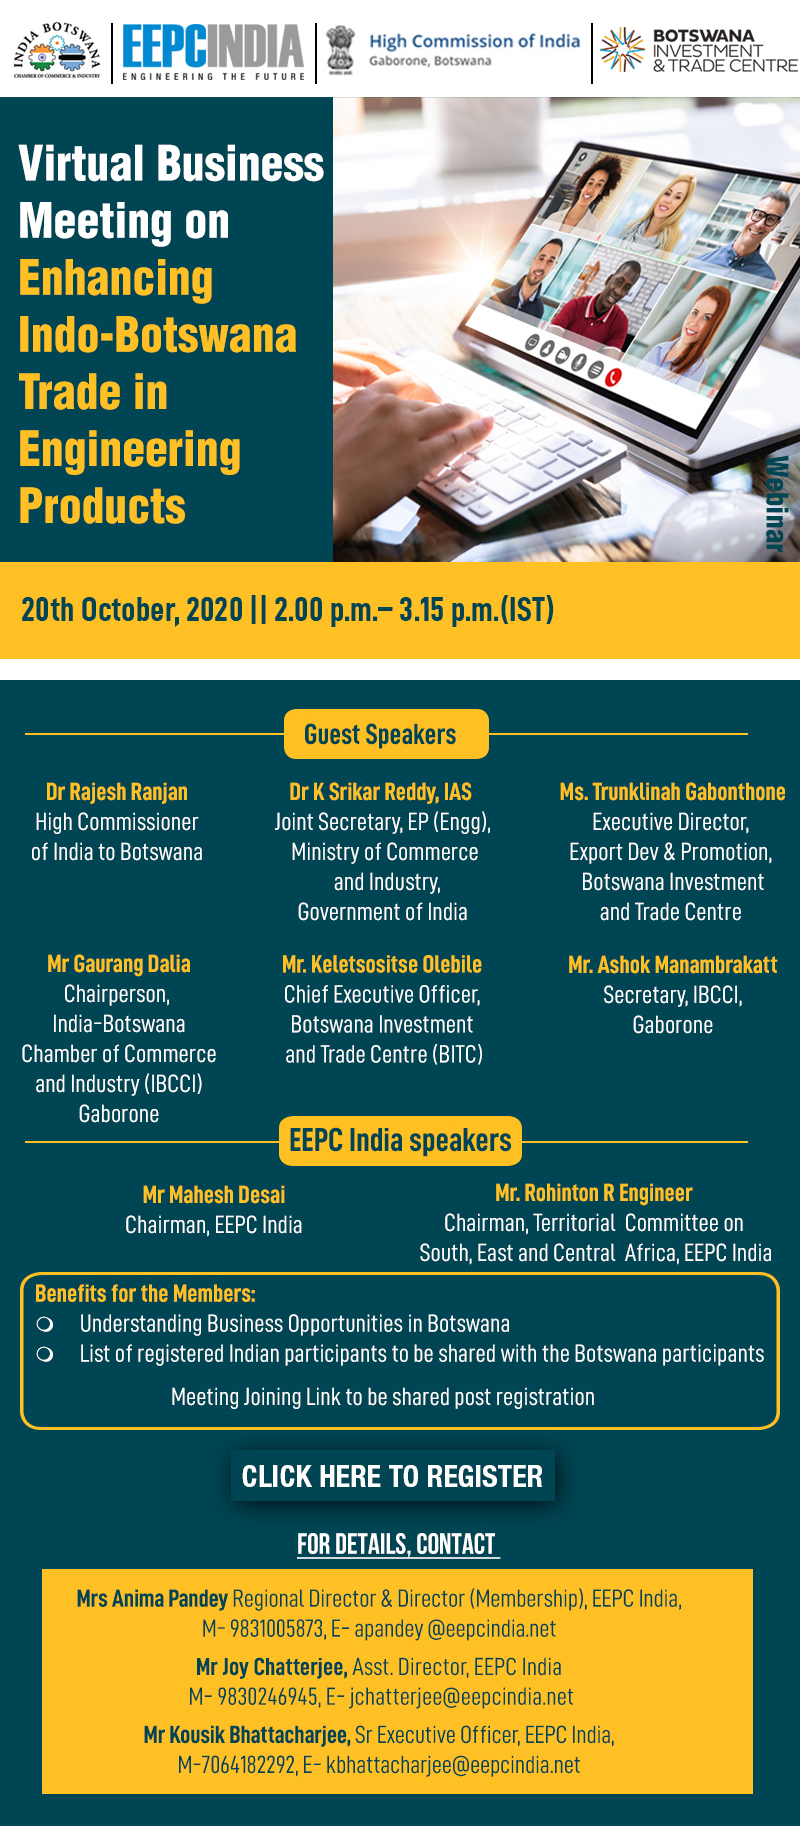 INDIA BOTSWANA
CHAMBER OF COMMERCE & INDUSTRY
EEPCINDIA
ENGINEERING THE FUTURE
High Commission of India
Gaborone, Botswana
BOTSWANA
INVESTMENT
& TRADE CENTRE
Virtual Business
Meeting on
Enhancing
Indo-Botswana
Trade in
Engineering
Products
Webinar
20th October, 2020 || 2.00 p.m.– 3.15 p.m.(IST)
Guest Speakers
Dr Rajesh Ranjan
High Commissioner
of India to Botswana
Dr K Srikar Reddy, IAS
Joint Secretary, EP (Engg),
Ministry of Commerce
and Industry,
Government of India
Ms. Trunklinah Gabonthone
Executive Director,
Export Dev & Promotion,
Botswana Investment
and Trade Centre
Mr Gaurang Dalia
Chairperson,
India-Botswana
Chamber of Commerce
and Industry (IBCCI)
Gaborone
Mr. Keletsositse Olebile
Chief Executive Officer,
Botswana Investment
and Trade Centre (BITC)
Mr. Ashok Manambrakatt
Secretary, IBCCI,
Gaborone
EEPC India speakers
Mr Mahesh Desai
Chairman, EEPC India
Mr. Rohinton R Engineer
Chairman, Territorial Committee on
South, East and Central Africa, EEPC India
Benefits for the Members:
❍ Understanding Business Opportunities in Botswana
❍ List of registered Indian participants to be shared with the Botswana participants
Meeting Joining Link to be shared post registration
CLICK HERE TO REGISTER
FOR DETAILS, CONTACT
Mrs Anima Pandey Regional Director & Director (Membership), EEPC India,
M- 9831005873, E- apandey @eepcindia.net
Mr Joy Chatterjee, Asst. Director, EEPC India
M- 9830246945, E- jchatterjee@eepcindia.net
Mr Kousik Bhattacharjee, Sr Executive Officer, EEPC India,
M-7064182292, E- kbhattacharjee@eepcindia.net